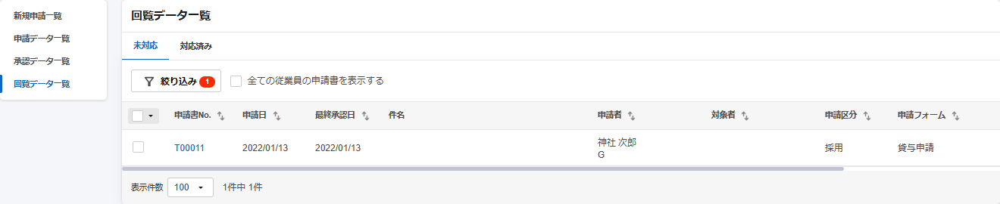 新規申請一覧
申請データ一覧
承認データ一覧
回覧データ一覧
回覧データ一覧
未対応 対応済み
絞り込み 1 全ての従業員の申請書を表示する
申請書No. 申請日 最終承認日 件名 申請者 対象者 申請区分 申請フォーム
T00011 2022/01/13 2022/01/13 神社 次郎 採用 貸与申請
G
表示件数 100 1件中 1件